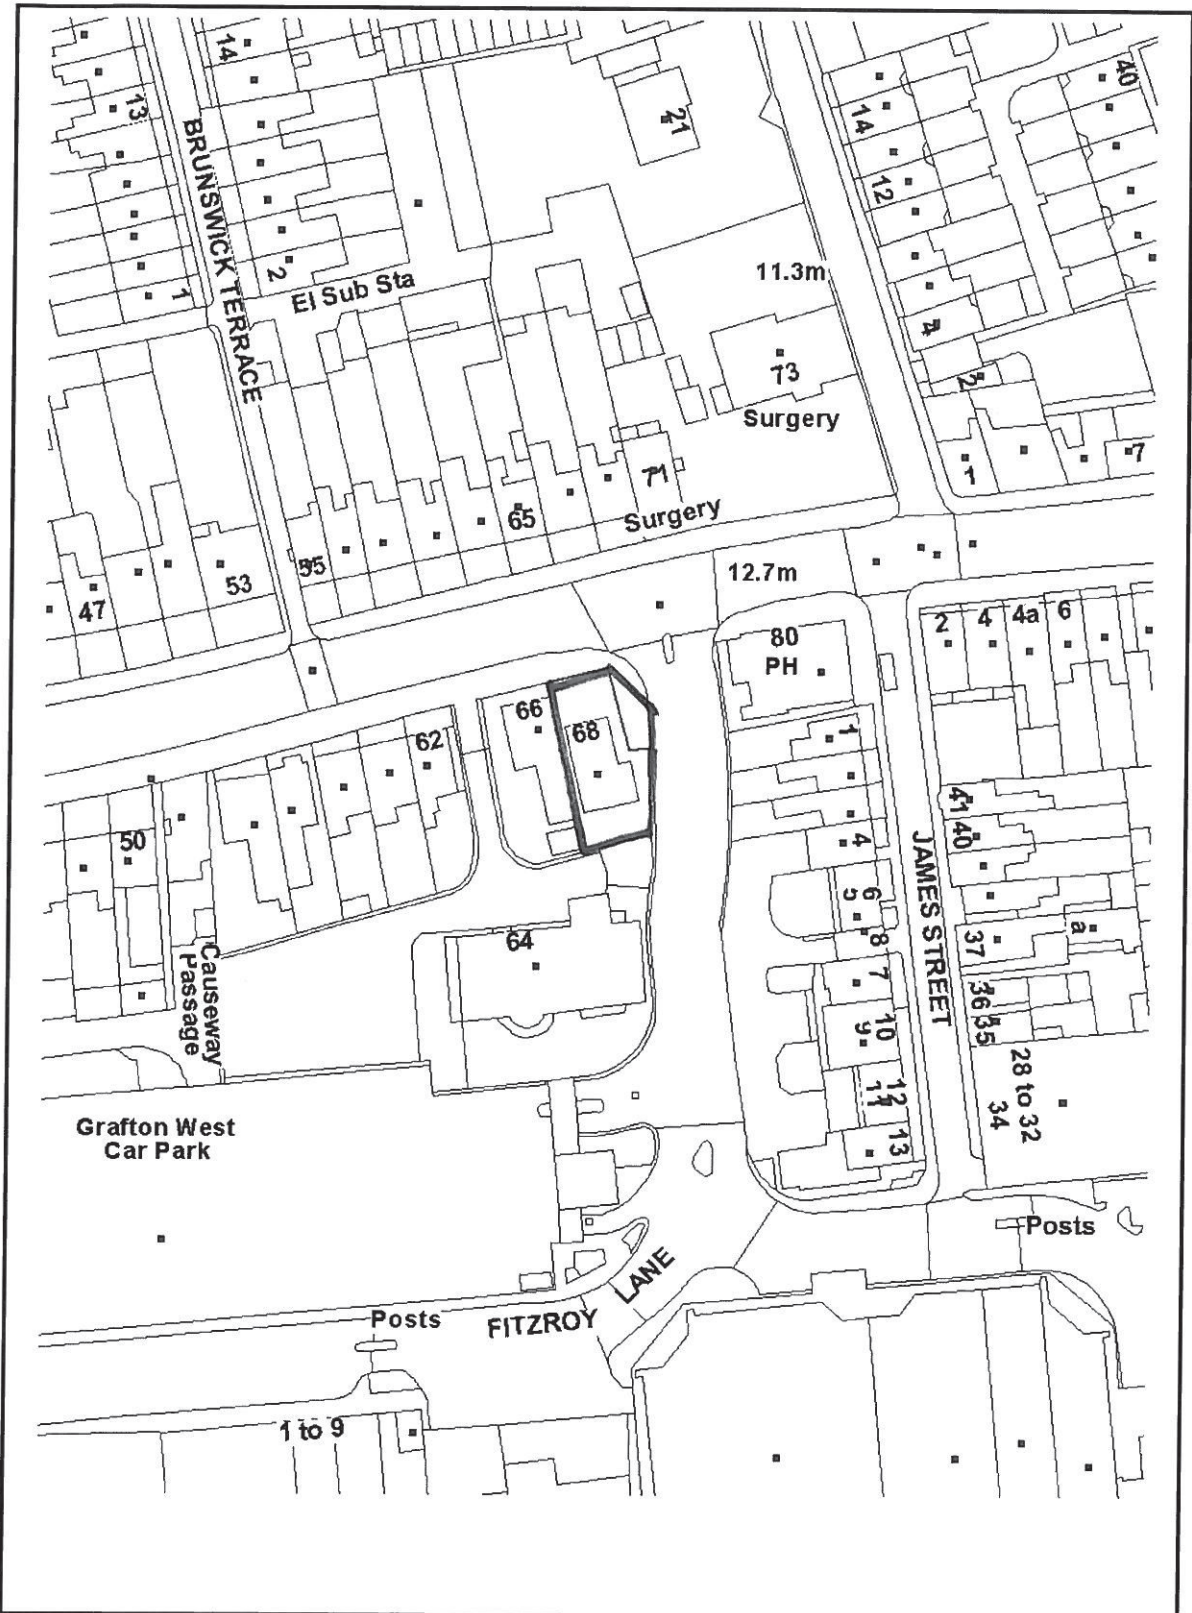 14
13
BRUNSWICK TERRACE
21
14
40
12
11.3m
2
1
El Sub Sta
4
73
2
Surgery
1
7
71
65
Surgery
55
53
47
12.7m
2
4
4a
6
80
PH
66
68
62
1
50
41
40
4
JAMES STREET
6
5
8
37
a
64
7
36
35
Causeway
Passage
10
9
28 to 32
34
12
11
13
Grafton West
Car Park
Posts
FITZROY LANE
Posts
1 to 9